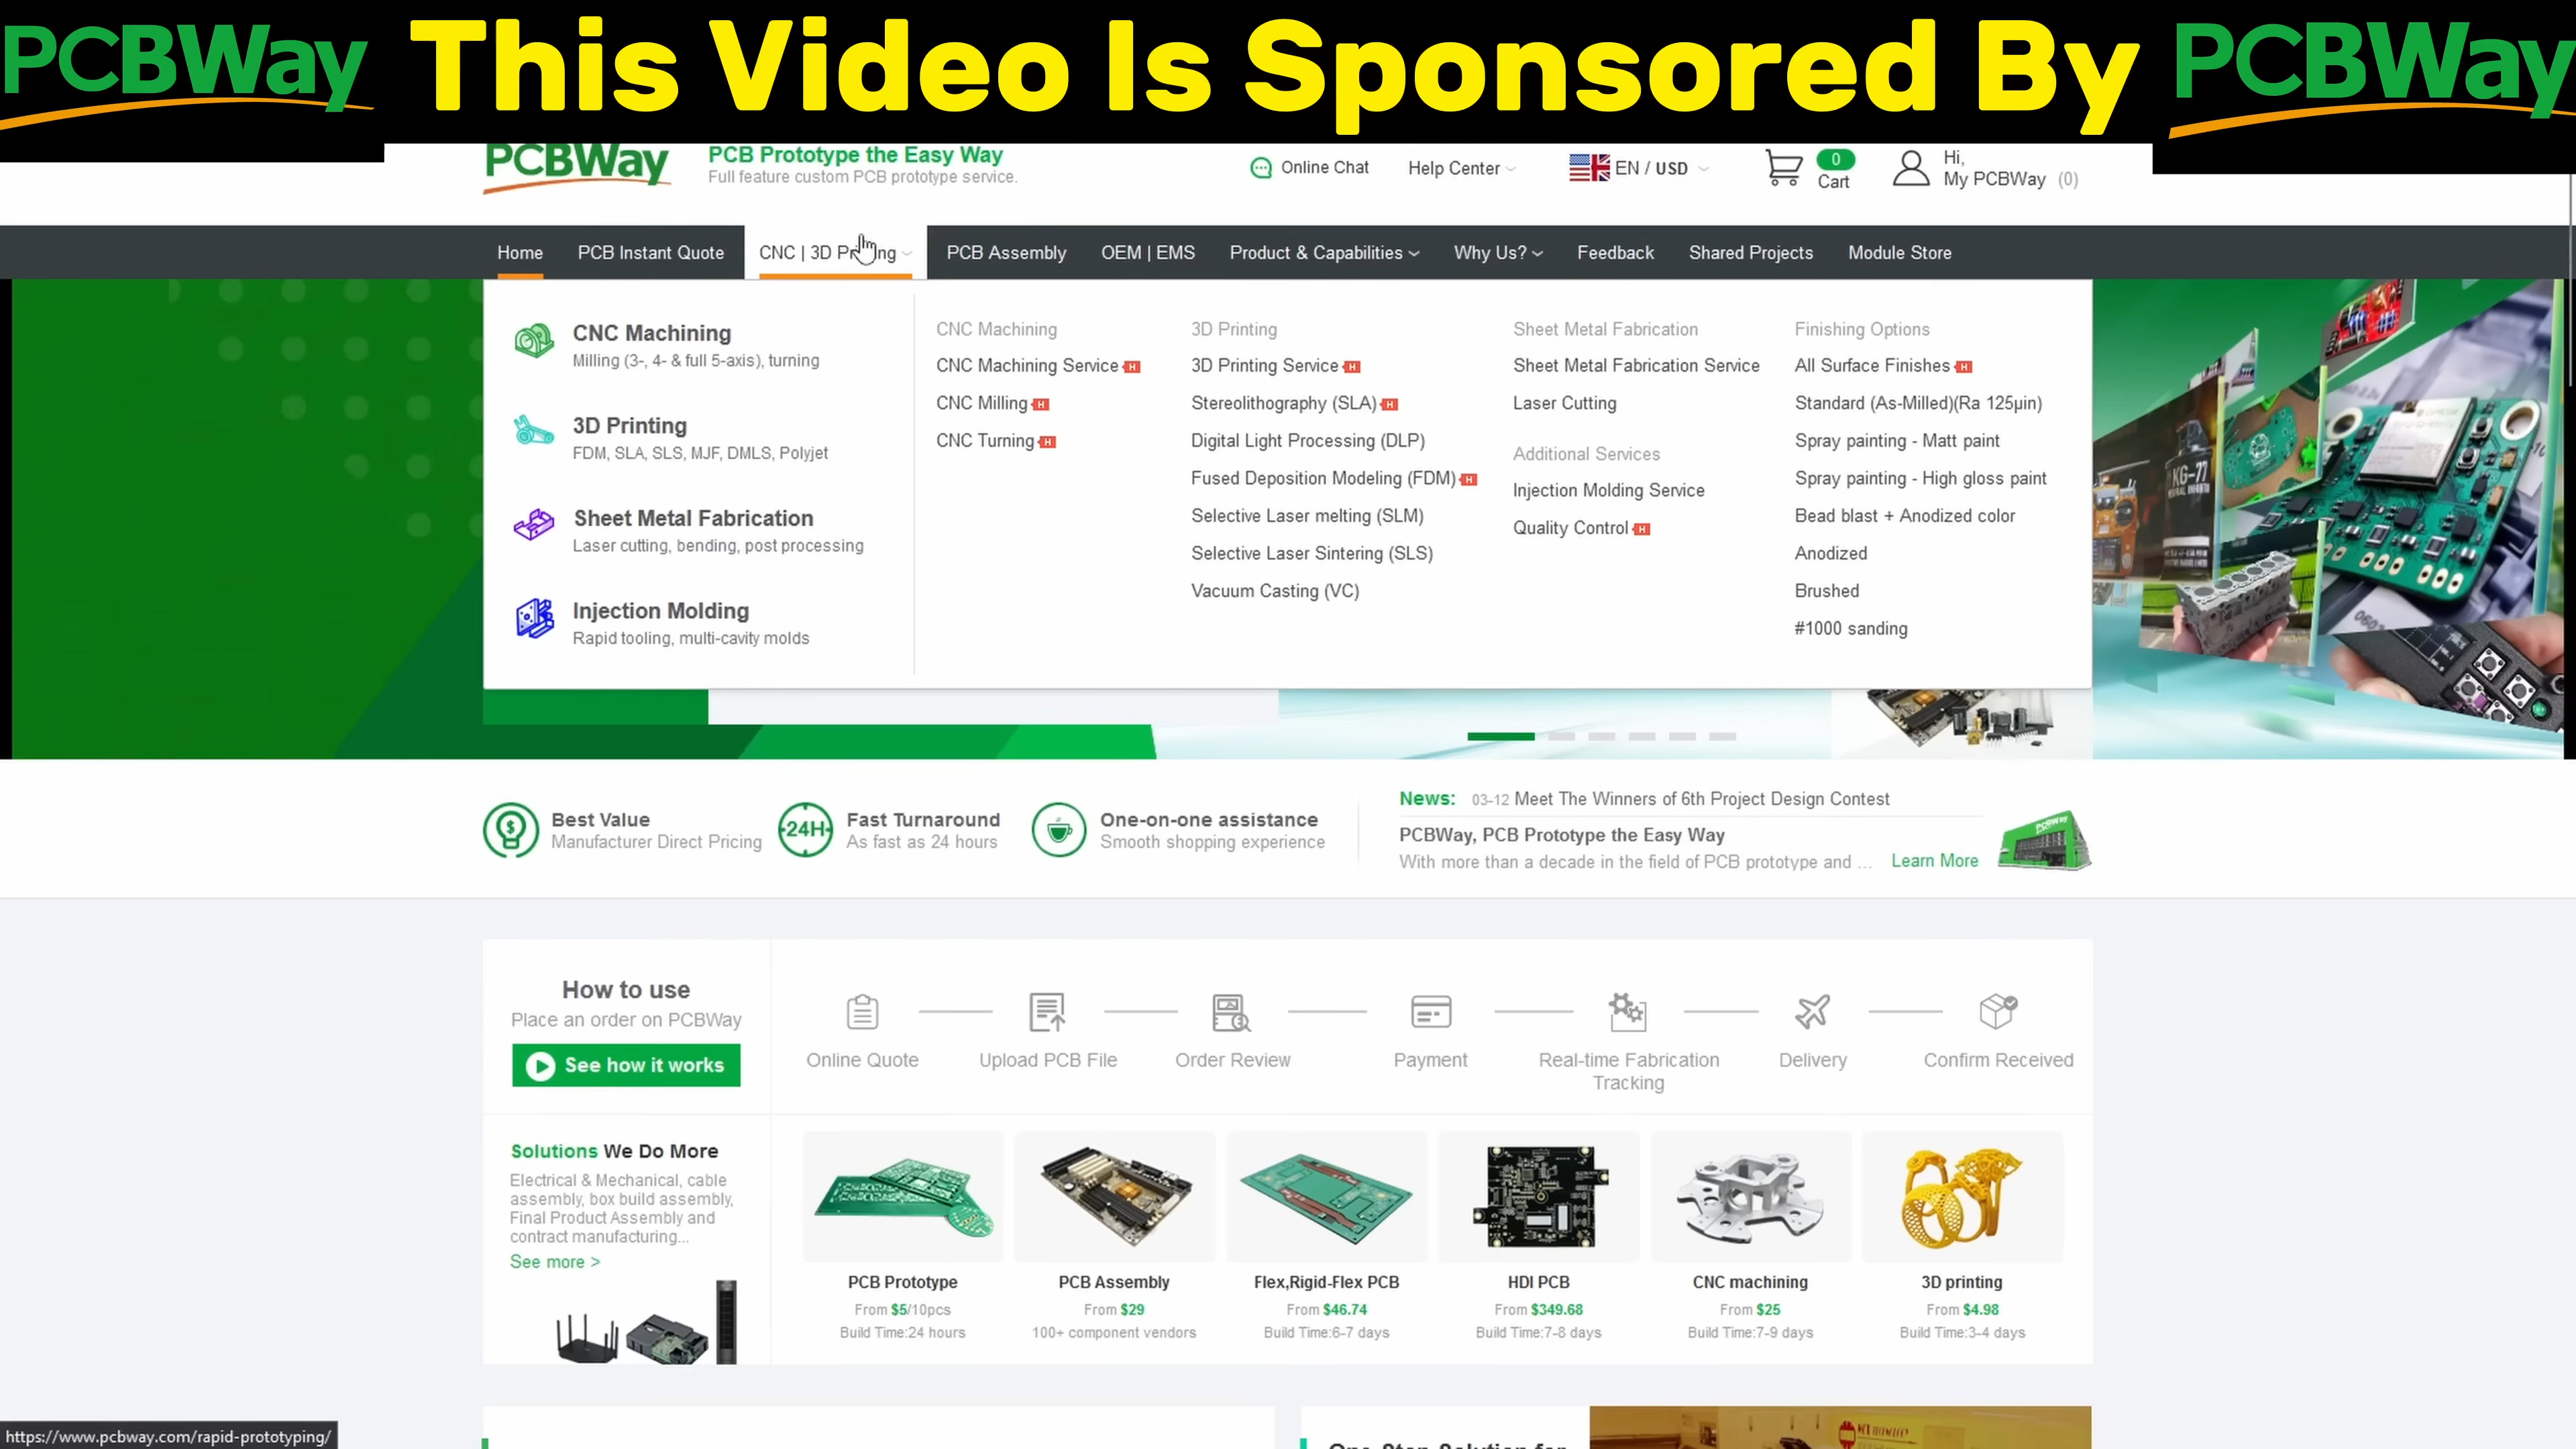 PCBWay This Video Is Sponsored By PCBWay
PCBWay
PCB Prototype the Easy Way
Full feature custom PCB prototype service.
Online Chat
Help Center
EN / USD
0
Cart
Hi,
My PCBWay (0)
Home
PCB Instant Quote
CNC | 3D Printing
PCB Assembly
OEM | EMS
Product & Capabilities
Why Us?
Feedback
Shared Projects
Module Store
CNC Machining
Milling (3-, 4- & full 5-axis), turning
3D Printing
FDM, SLA, SLS, MJF, DMLS, Polyjet
Sheet Metal Fabrication
Laser cutting, bending, post processing
Injection Molding
Rapid tooling, multi-cavity molds
CNC Machining
CNC Machining Service H
CNC Milling H
CNC Turning H
3D Printing
3D Printing Service H
Stereolithography (SLA) H
Digital Light Processing (DLP)
Fused Deposition Modeling (FDM) H
Selective Laser melting (SLM)
Selective Laser Sintering (SLS)
Vacuum Casting (VC)
Sheet Metal Fabrication
Sheet Metal Fabrication Service
Laser Cutting
Additional Services
Injection Molding Service
Quality Control H
Finishing Options
All Surface Finishes H
Standard (As-Milled)(Ra 125µin)
Spray painting - Matt paint
Spray painting - High gloss paint
Bead blast + Anodized color
Anodized
Brushed
#1000 sanding
KG-77
Best Value
Manufacturer Direct Pricing
24H
Fast Turnaround
As fast as 24 hours
One-on-one assistance
Smooth shopping experience
News: 03-12 Meet The Winners of 6th Project Design Contest
PCBWay, PCB Prototype the Easy Way
With more than a decade in the field of PCB prototype and ... Learn More
How to use
Place an order on PCBWay
See how it works
Online Quote
Upload PCB File
Order Review
Payment
Real-time Fabrication
Tracking
Delivery
Confirm Received
Solutions We Do More
Electrical & Mechanical, cable
assembly, box build assembly,
Final Product Assembly and
contract manufacturing...
See more >
PCB Prototype
From $5/10pcs
Build Time:24 hours
PCB Assembly
From $29
100+ component vendors
Flex,Rigid-Flex PCB
From $46.74
Build Time:6-7 days
HDI PCB
From $349.68
Build Time:7-8 days
CNC machining
From $25
Build Time:7-9 days
3D printing
From $4.98
Build Time:3-4 days
One-Stop Solution for
https://www.pcbway.com/rapid-prototyping/